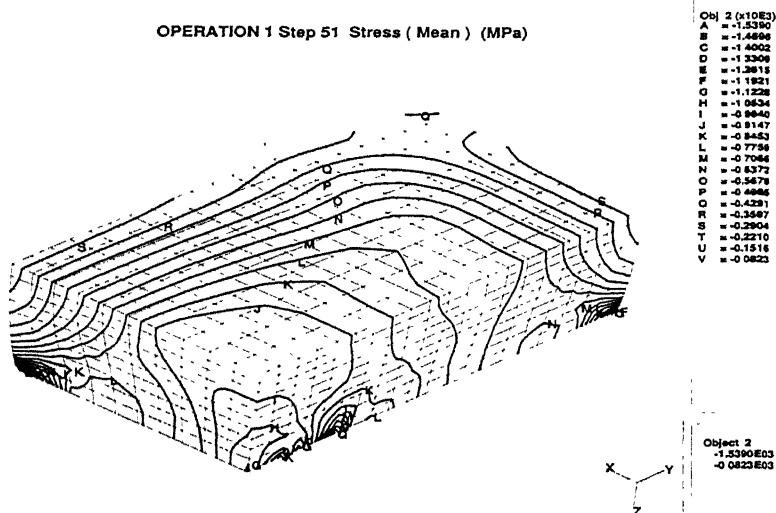 OPERATION 1 Step 51 Stress ( Mean ) (MPa)
Obj 2 (x10E3)
A = -1.5390
B = -1.4696
C = -1.4002
D = -1.3309
E = -1.2615
F = -1.1921
G = -1.1228
H = -1.0534
I = -0.9840
J = -0.9147
K = -0.8453
L = -0.7759
M = -0.7066
N = -0.6372
O = -0.5678
P = -0.4985
Q = -0.4291
R = -0.3597
S = -0.2904
T = -0.2210
U = -0.1516
V = -0.0823
Q
Q
P
O
N
M
L
K
J
S
R
S
R
K
M
N
K
L
Object 2
-1.5390E03
-0.0823E03
X
Y
Z